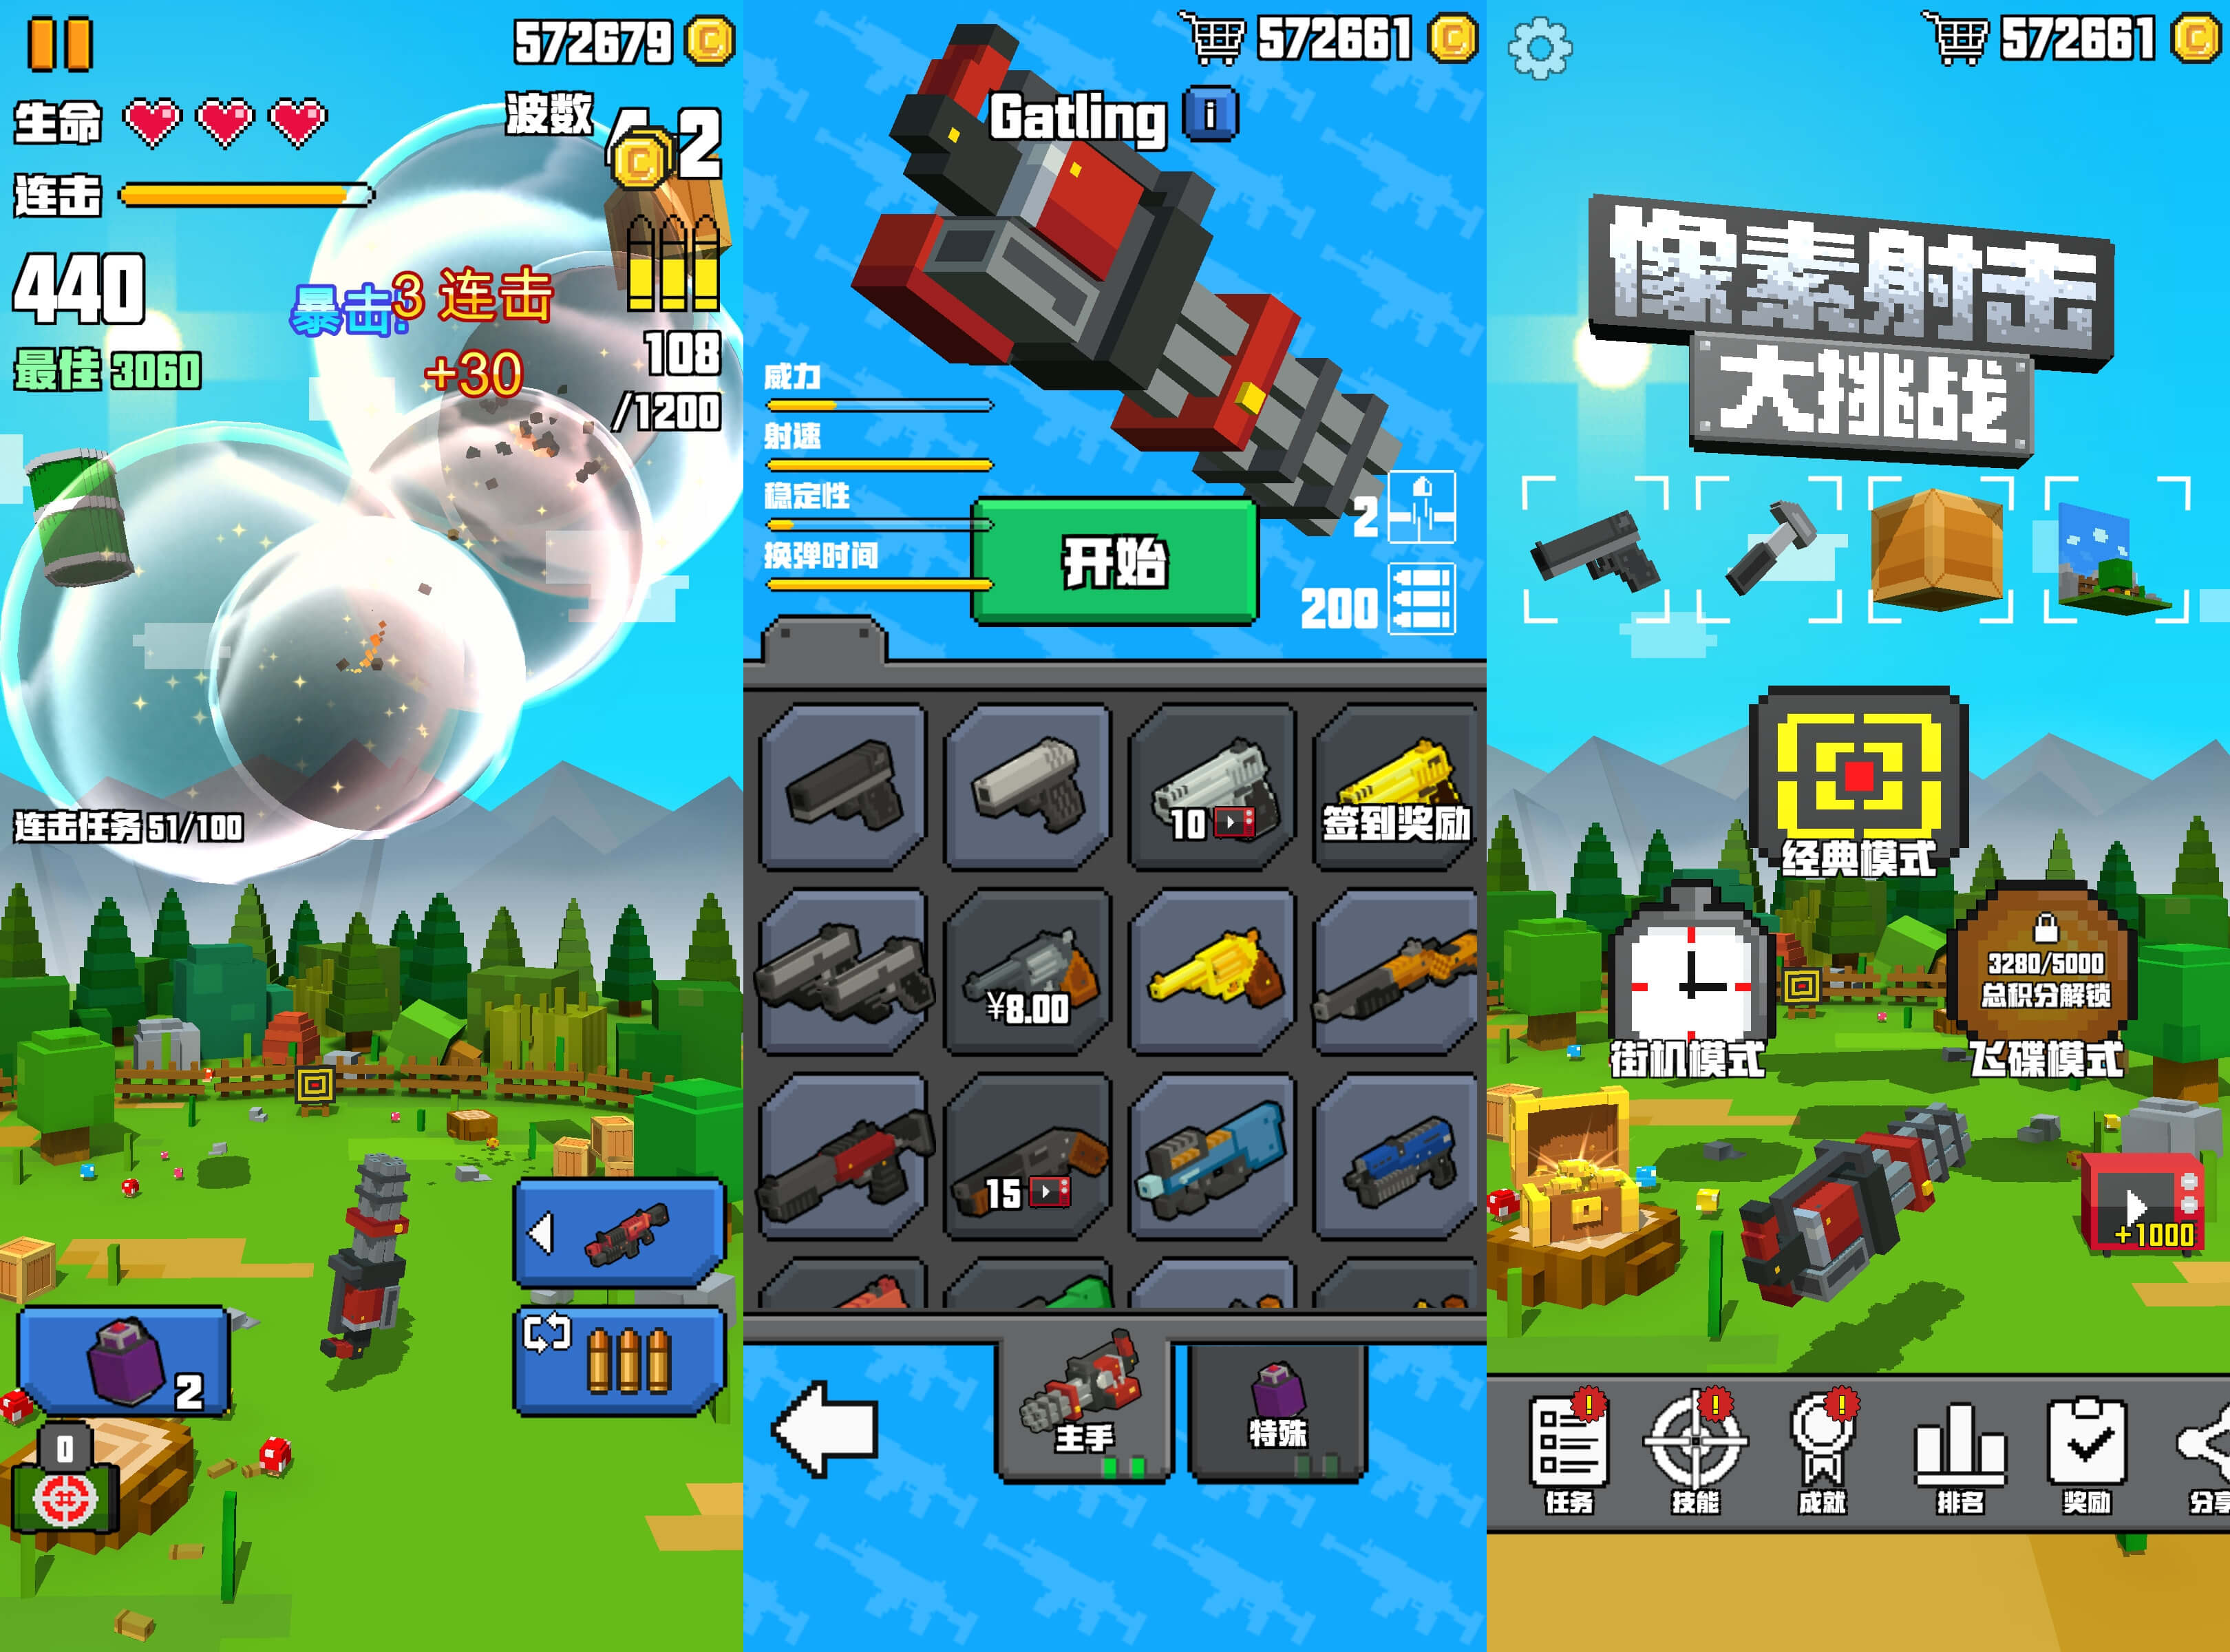 572679
生命
波数
2
连击
440
最佳 3060
暴击!
3 连击
+30
108
/1200
连击任务 51/100
2
0
572661
Gatling
i
威力
射速
稳定性
换弹时间
开始
2
200
10
签到奖励
¥8.00
15
主手
特殊
572661
像素射击
大挑战
经典模式
3280/5000
总积分解锁
街机模式
飞碟模式
+1000
任务
技能
成就
排名
奖励
分享